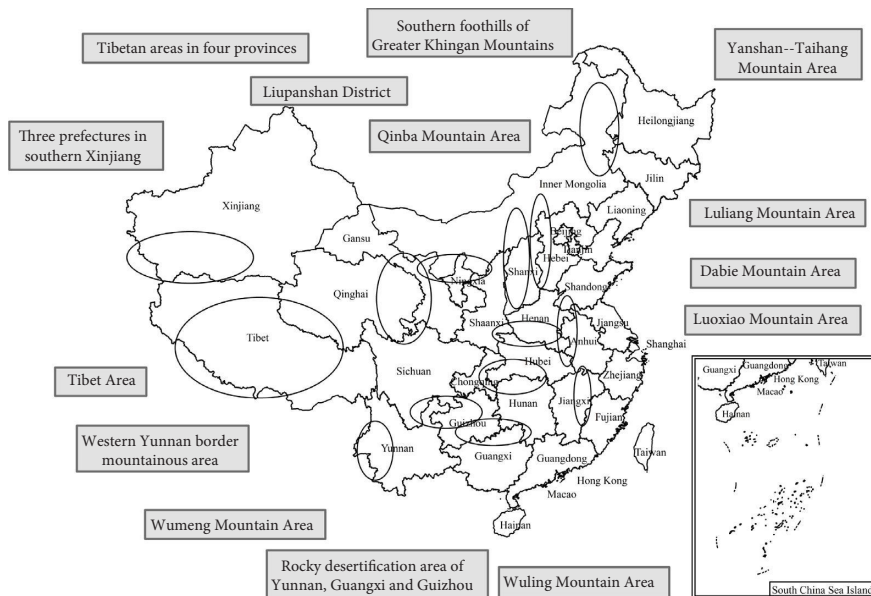 Southern foothills of
Greater Khingan Mountains
Tibetan areas in four provinces
Yanshan--Taihang
Mountain Area
Liupanshan District
Three prefectures in
southern Xinjiang
Qinba Mountain Area
Heilongjiang
Inner Mongolia
Jilin
Xinjiang
Liaoning
Luliang Mountain Area
Beijing
Gansu
Tianjin
Hebei
Shanxi
Ningxia
Dabie Mountain Area
Qinghai
Shandong
Luoxiao Mountain Area
Henan
Shaanxi
Jiangsu
Tibet
Anhui
Shanghai
Hubei
Zhejiang
Sichuan
Chongqing
Tibet Area
Hunan
Jiangxi
Fujian
Guizhou
Western Yunnan border
mountainous area
Yunnan
Guangxi
Guangdong
Taiwan
Hong Kong
Macao
Wumeng Mountain Area
Hainan
Rocky desertification area of
Yunnan, Guangxi and Guizhou
Wuling Mountain Area
Taiwan
Guangdong
Guangxi
Hong Kong
Macao
Hainan
South China Sea Island